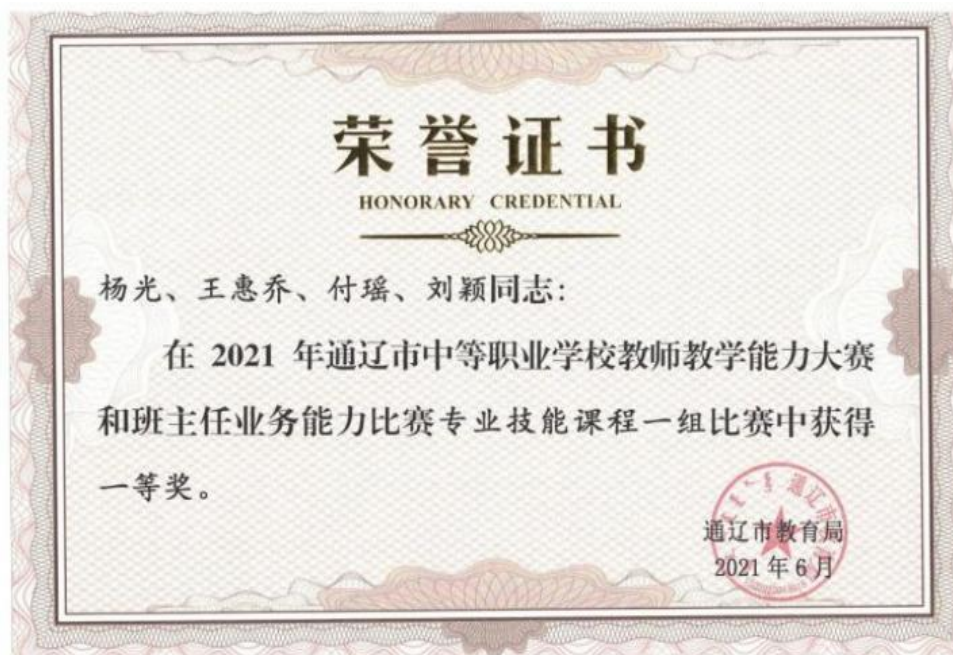 荣誉证书
HONORARY CREDENTIAL
杨光、王惠乔、付瑶、刘颖同志：
在 2021 年通辽市中等职业学校教师教学能力大赛
和班主任业务能力比赛专业技能课程一组比赛中获得
一等奖。
通辽市教育局
2021 年 6 月